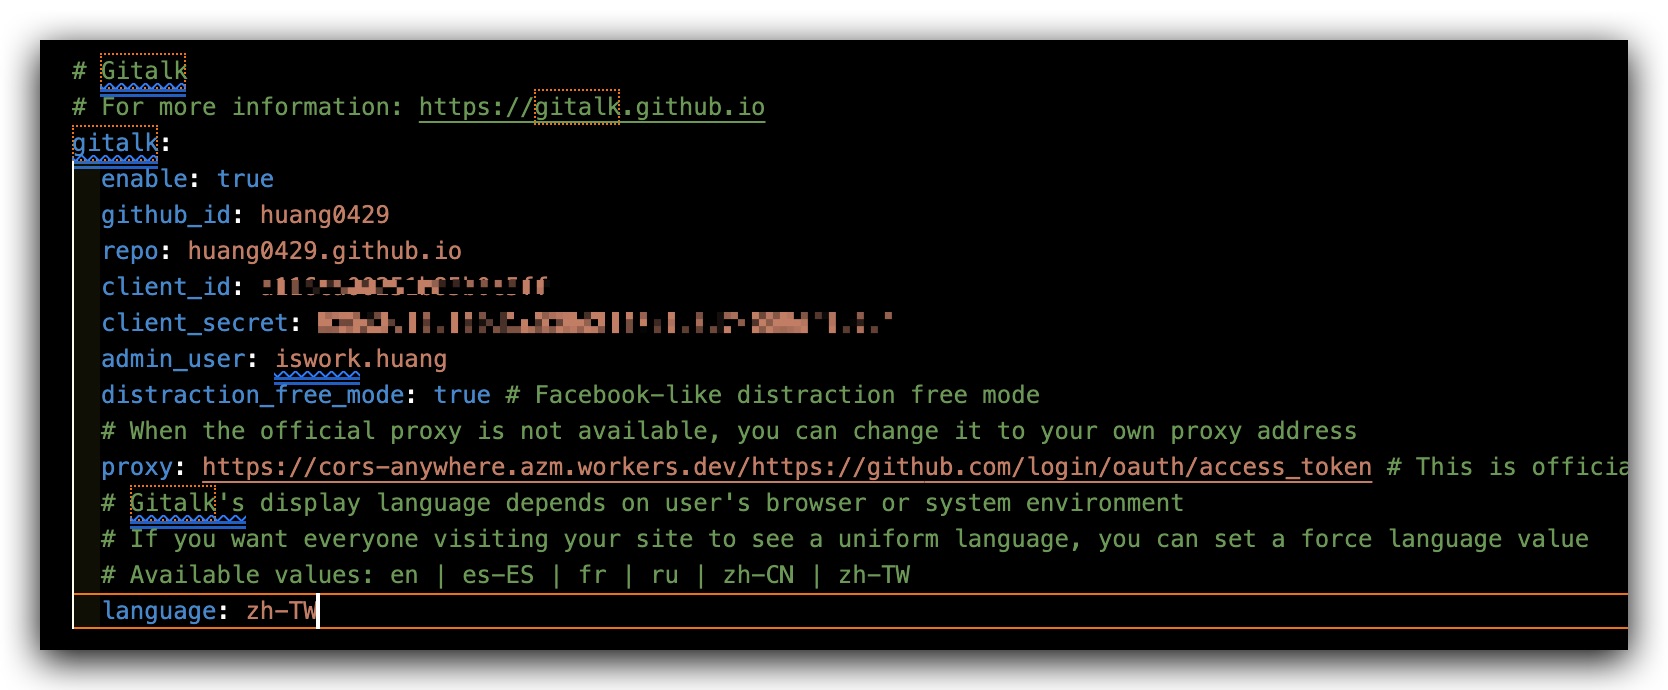 # Gitalk
# For more information: https://gitalk.github.io
gitalk:
enable: true
github_id: huang0429
repo: huang0429.github.io
client_id:
client_secret:
admin_user: iswork.huang
distraction_free_mode: true # Facebook-like distraction free mode
# When the official proxy is not available, you can change it to your own proxy address
proxy: https://cors-anywhere.azm.workers.dev/https://github.com/login/oauth/access_token # This is officia
# Gitalk's display language depends on user's browser or system environment
# If you want everyone visiting your site to see a uniform language, you can set a force language value
# Available values: en | es-ES | fr | ru | zh-CN | zh-TW
language: zh-TW